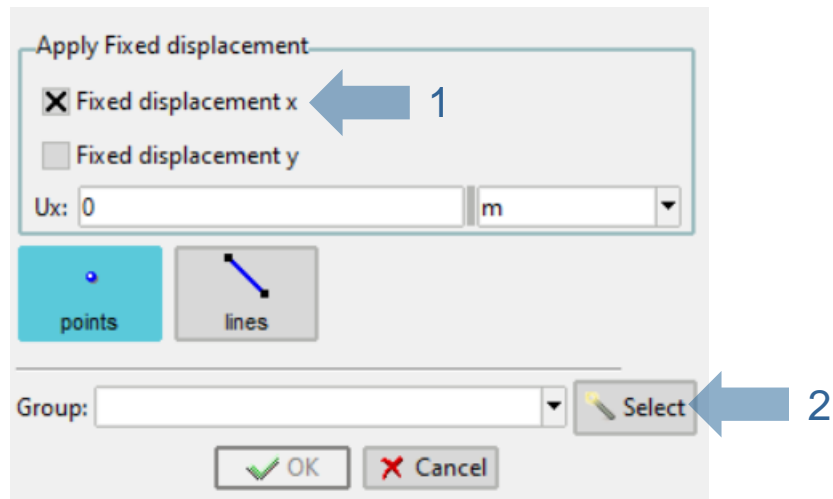 Apply Fixed displacement
Fixed displacement x 1
Fixed displacement y
Ux: 0 m
points lines
Group: Select 2
OK Cancel